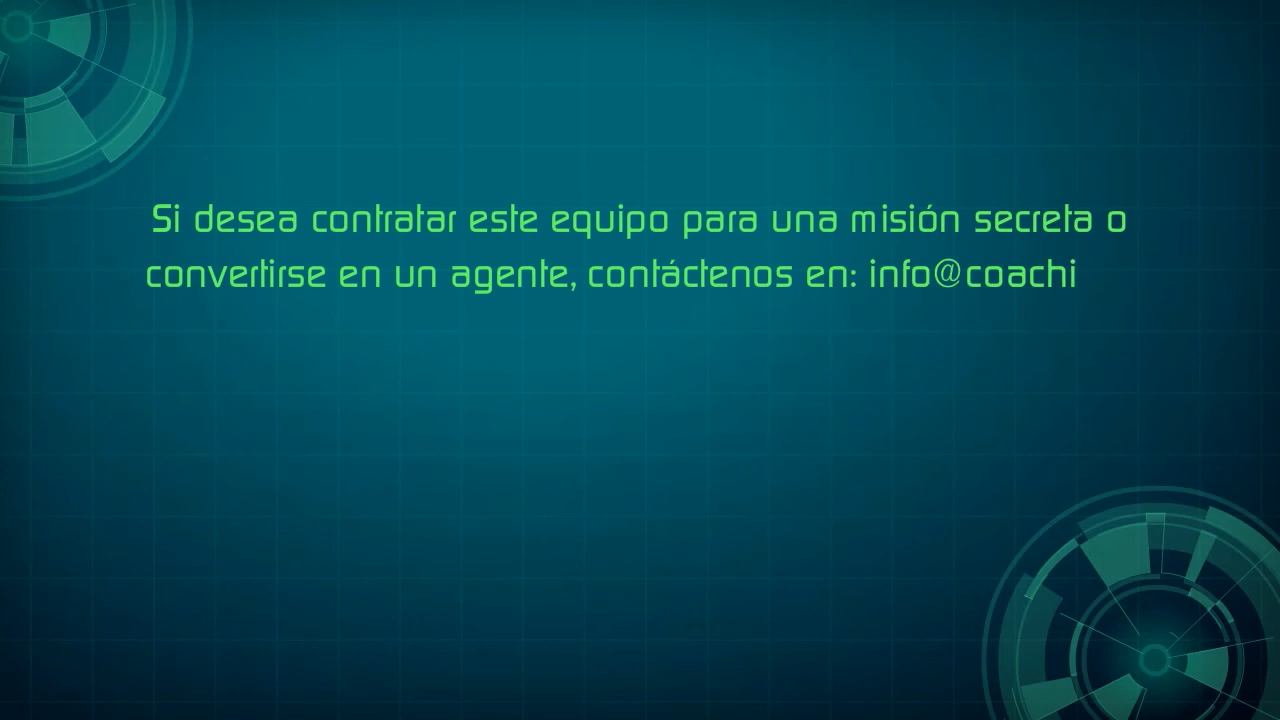 Si desea contratar este equipo para una misión secreta o
convertirse en un agente, contáctenos en: info@coachi